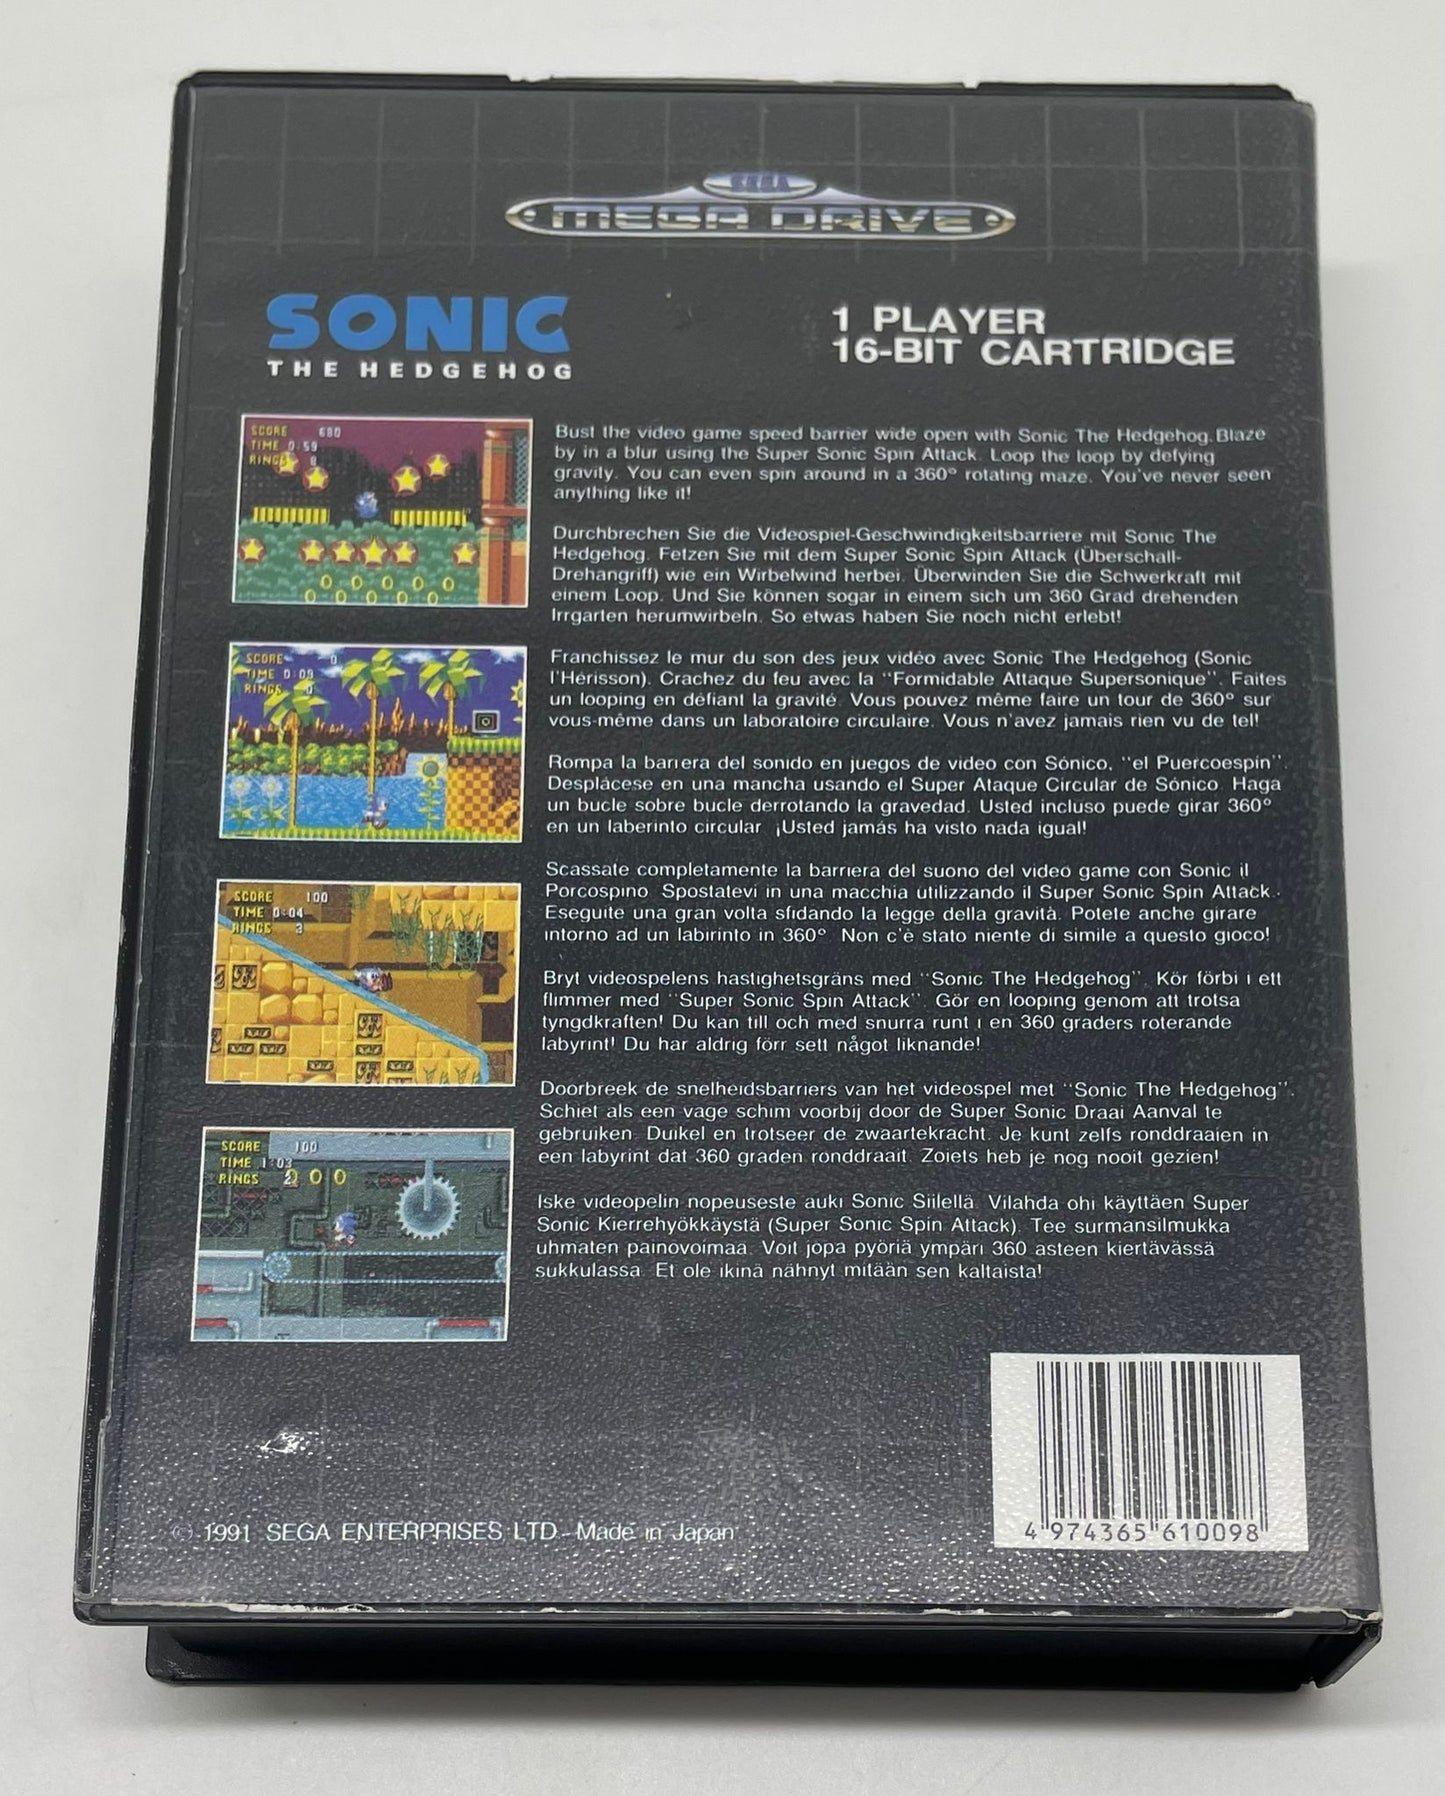 SEGA
MEGA DRIVE
SONIC
THE HEDGEHOG
1 PLAYER
16-BIT CARTRIDGE
SCORE 680
TIME 0:59
RINGS 8
Bust the video game speed barrier wide open with Sonic The Hedgehog. Blaze
by in a blur using the Super Sonic Spin Attack. Loop the loop by defying
gravity. You can even spin around in a 360° rotating maze. You've never seen
anything like it!
Durchbrechen Sie die Videospiel-Geschwindigkeitsbarriere mit Sonic The
Hedgehog. Fetzen Sie mit dem Super Sonic Spin Attack (Überschall-
Drehangriff) wie ein Wirbelwind herbei. Überwinden Sie die Schwerkraft mit
einem Loop. Und Sie können sogar in einem sich um 360 Grad drehenden
Irrgarten herumwirbeln. So etwas haben Sie noch nicht erlebt!
SCORE 0
TIME 0:09
RINGS 0
Franchissez le mur du son des jeux vidéo avec Sonic The Hedgehog (Sonic
l'Hérisson). Crachez du feu avec la "Formidable Attaque Supersonique". Faites
un looping en défiant la gravité. Vous pouvez même faire un tour de 360° sur
vous-même dans un laboratoire circulaire. Vous n'avez jamais rien vu de tel!
Rompa la barrera del sonido en juegos de video con Sónico, "el Puercoespin".
Desplácese en una mancha usando el Super Ataque Circular de Sónico. Haga
un bucle sobre bucle derrotando la gravedad. Usted incluso puede girar 360°
en un laberinto circular. ¡Usted jamás ha visto nada igual!
SCORE 100
TIME 0:04
RINGS 3
Scassate completamente la barriera del suono del video game con Sonic il
Porcospino. Spostatevi in una macchia utilizzando il Super Sonic Spin Attack.
Eseguite una gran volta sfidando la legge della gravità. Potete anche girare
intorno ad un labirinto in 360°. Non c'è stato niente di simile a questo gioco!
Bryt videospelens hastighetsgräns med "Sonic The Hedgehog". Kör förbi i ett
flimmer med "Super Sonic Spin Attack". Gör en looping genom att trotsa
tyngdkraften! Du kan till och med snurra runt i en 360 graders roterande
labyrint! Du har aldrig förr sett något liknande!
SCORE 100
TIME 1:03
RINGS 2
Doorbreek de snelheidsbarriers van het videospel met "Sonic The Hedgehog".
Schiet als een vage schim voorbij door de Super Sonic Draai Aanval te
gebruiken. Duikel en trotseer de zwaartekracht. Je kunt zelfs ronddraaien in
een labyrint dat 360 graden ronddraait. Zoiets heb je nog nooit gezien!
Iske videopelin nopeuseste auki Sonic Siilellä. Vilahda ohi käyttäen Super
Sonic Kierrehyökkäystä (Super Sonic Spin Attack). Tee surmansilmukka
uhmaten painovoimaa. Voit jopa pyöriä ympäri 360 asteen kiertävässä
sukkulassa. Et ole ikinä nähnyt mitään sen kaltaista!
© 1991 SEGA ENTERPRISES LTD - Made in Japan
4 974365 610098